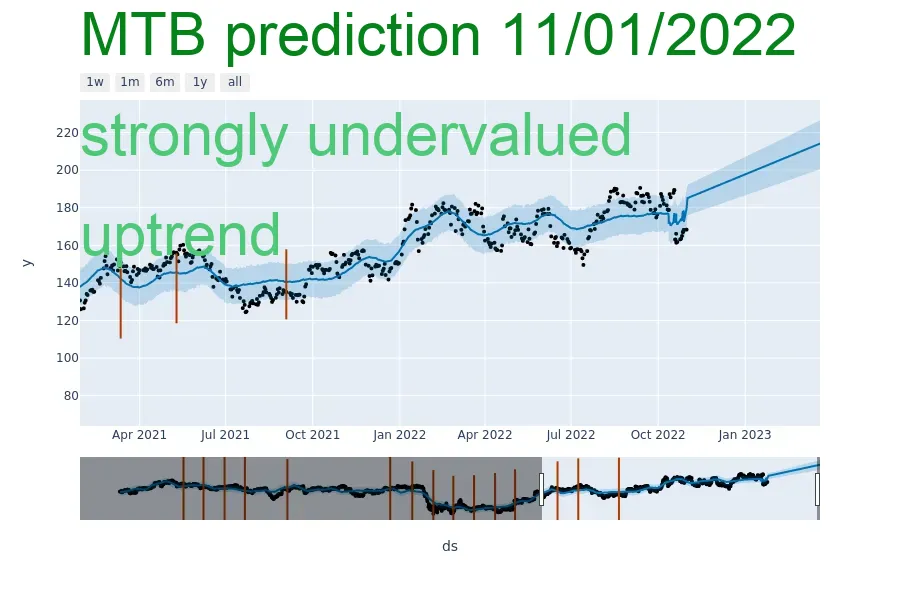 MTB prediction 11/01/2022
1w 1m 6m 1y all
strongly undervalued
uptrend
220
200
180
160
140
120
100
80
y
Apr 2021 Jul 2021 Oct 2021 Jan 2022 Apr 2022 Jul 2022 Oct 2022 Jan 2023
ds